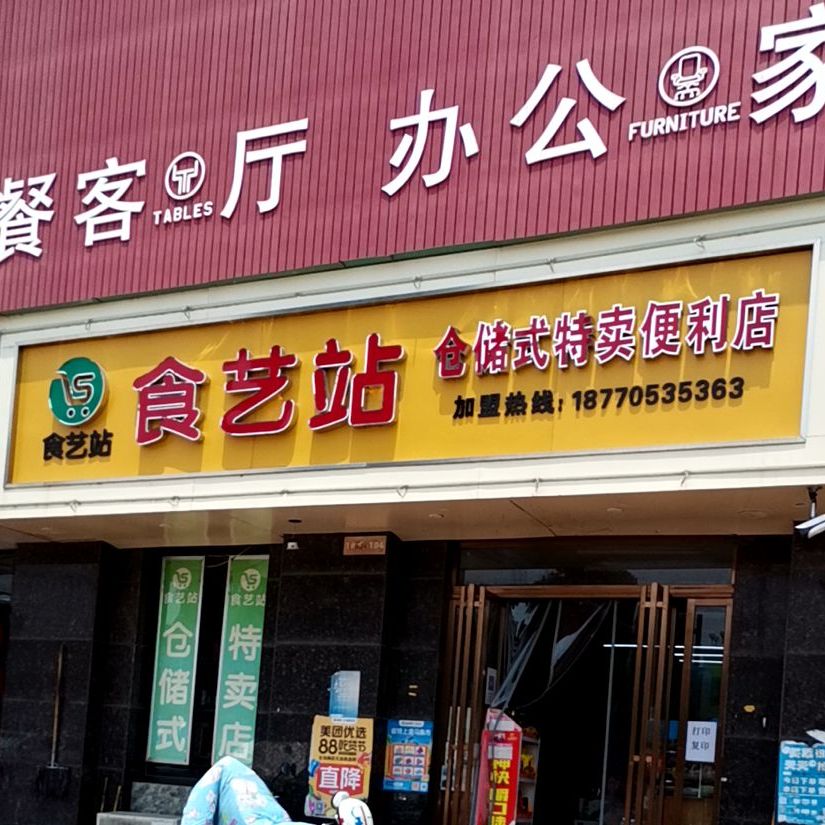 餐客厅 办公家
TABLES
FURNITURE
食艺站
食艺站
仓储式特卖便利店
加盟热线:18770535363
食艺站
仓储式
食艺站
特卖店
美团优选
88吃货节
直降
打印
复印